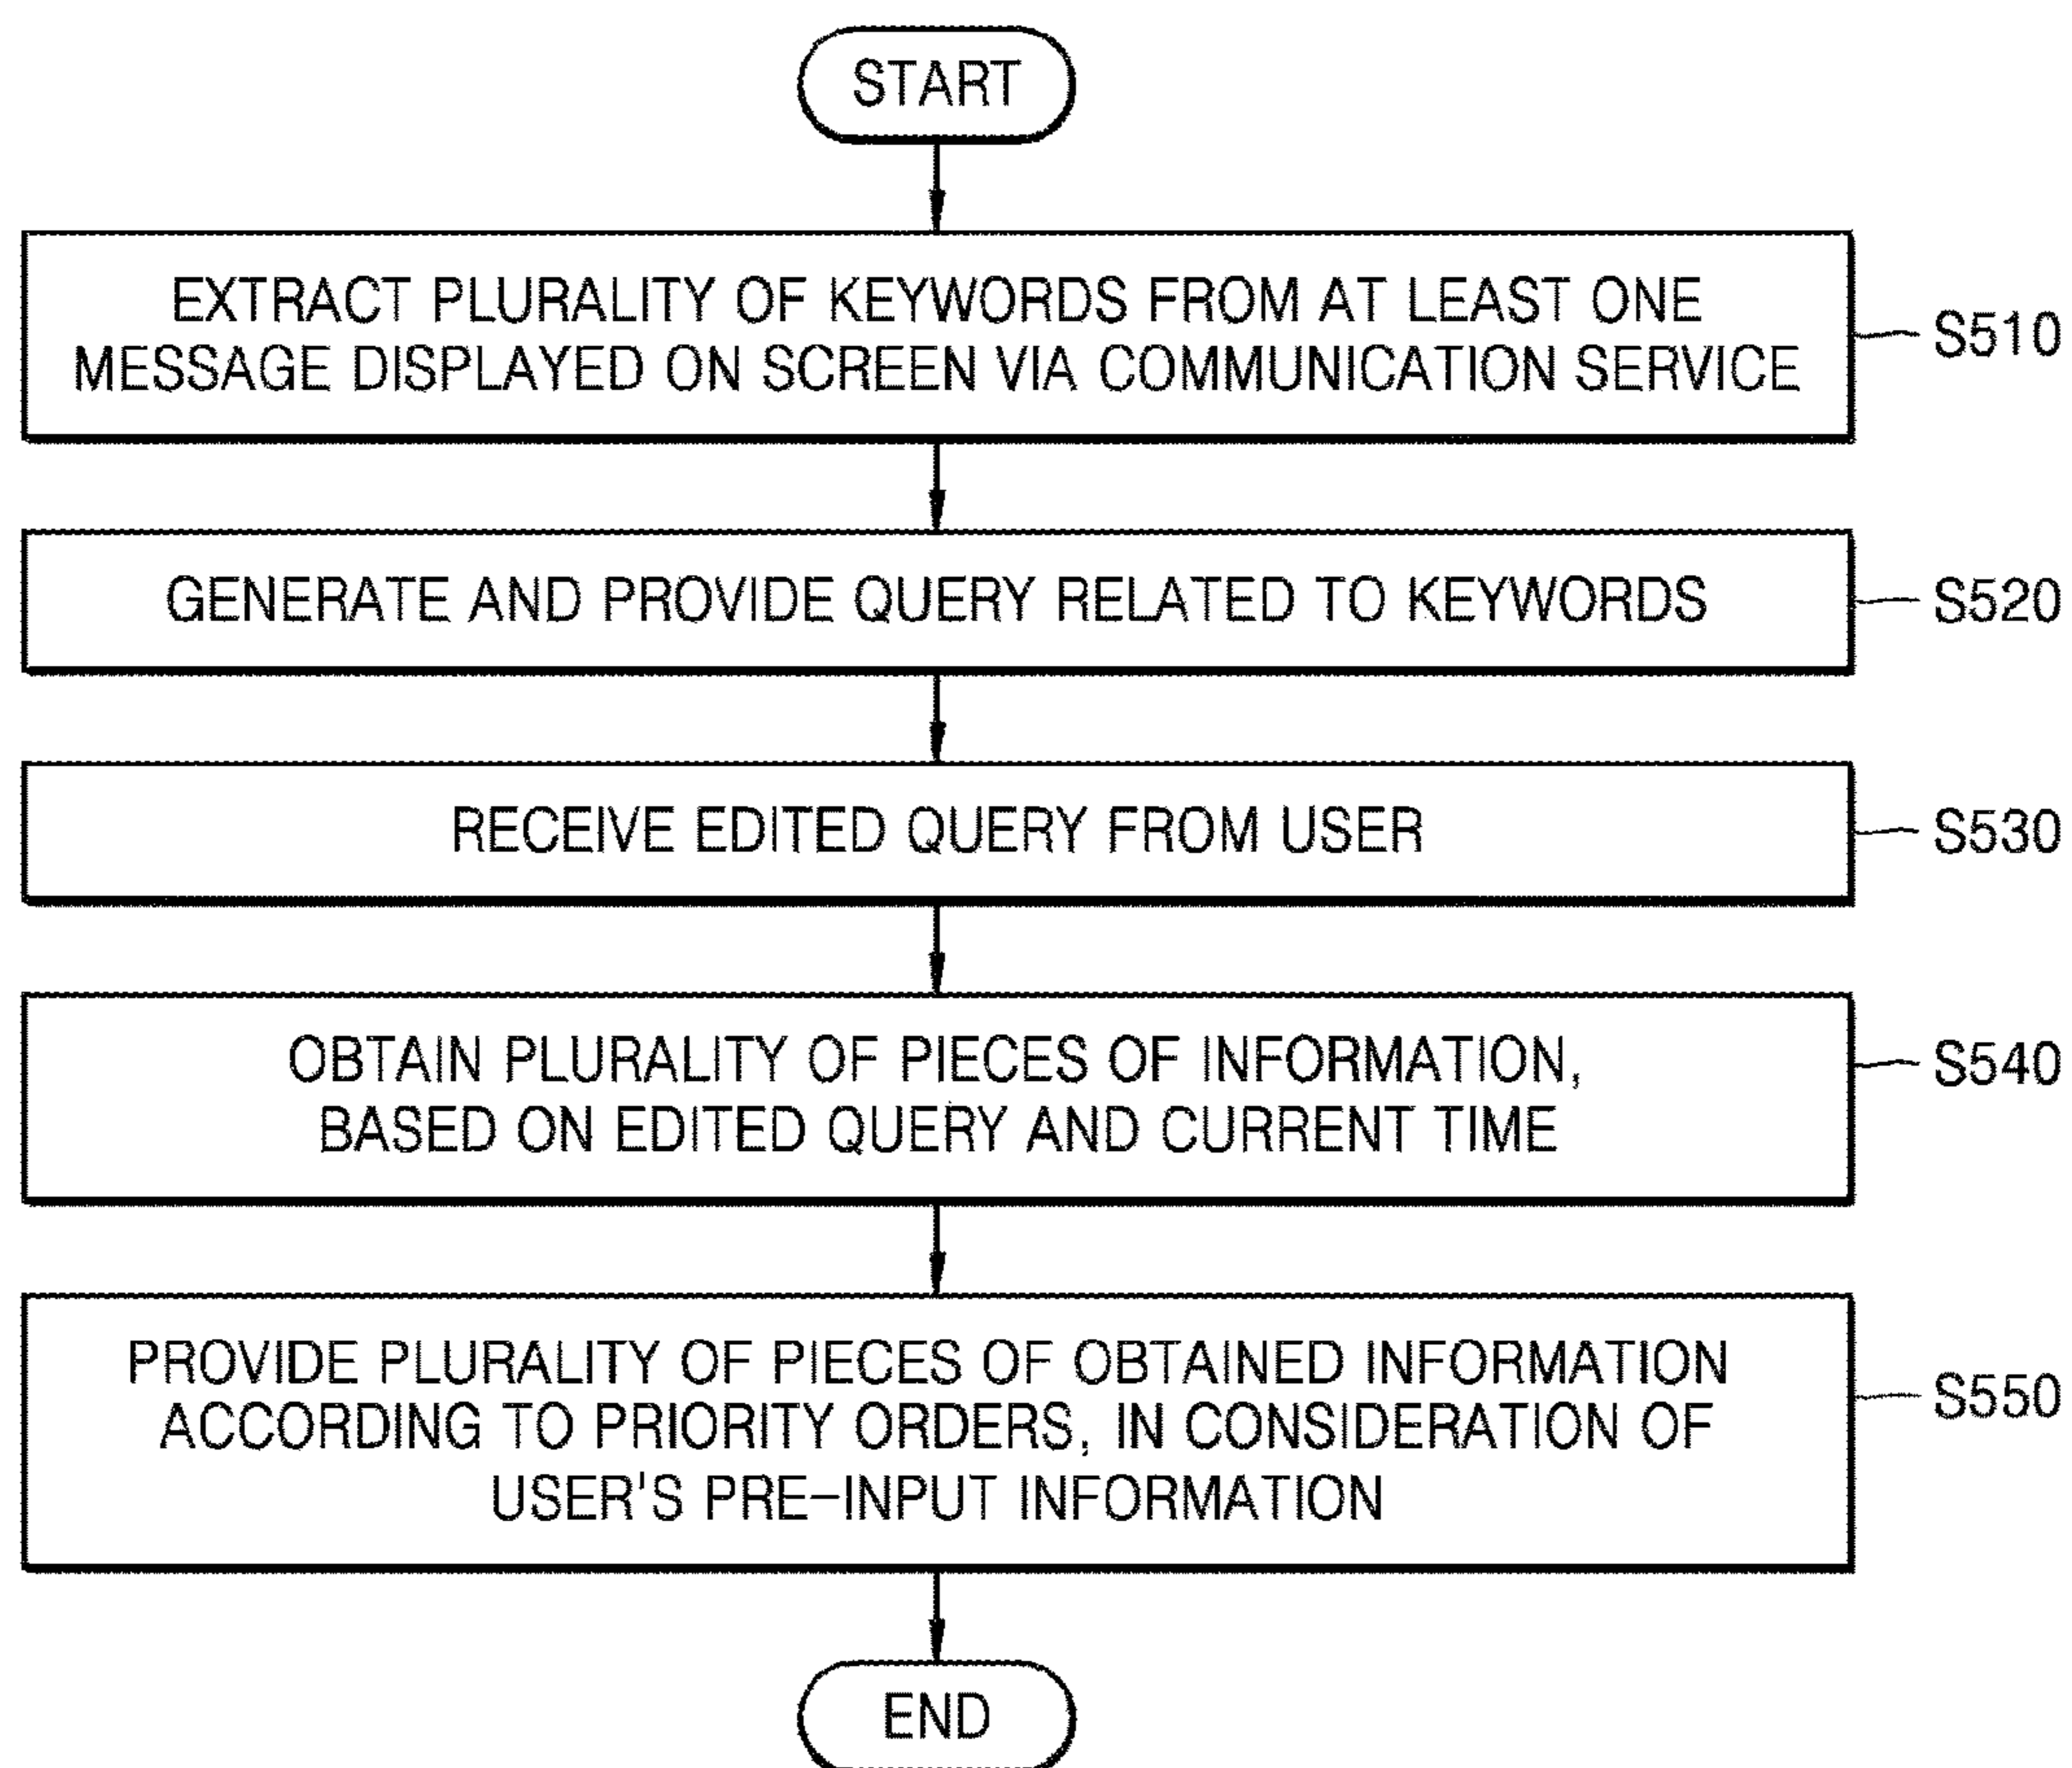 START
EXTRACT PLURALITY OF KEYWORDS FROM AT LEAST ONE
MESSAGE DISPLAYED ON SCREEN VIA COMMUNICATION SERVICE
S510
GENERATE AND PROVIDE QUERY RELATED TO KEYWORDS
S520
RECEIVE EDITED QUERY FROM USER
S530
OBTAIN PLURALITY OF PIECES OF INFORMATION,
BASED ON EDITED QUERY AND CURRENT TIME
S540
PROVIDE PLURALITY OF PIECES OF OBTAINED INFORMATION
ACCORDING TO PRIORITY ORDERS, IN CONSIDERATION OF
USER'S PRE-INPUT INFORMATION
S550
END